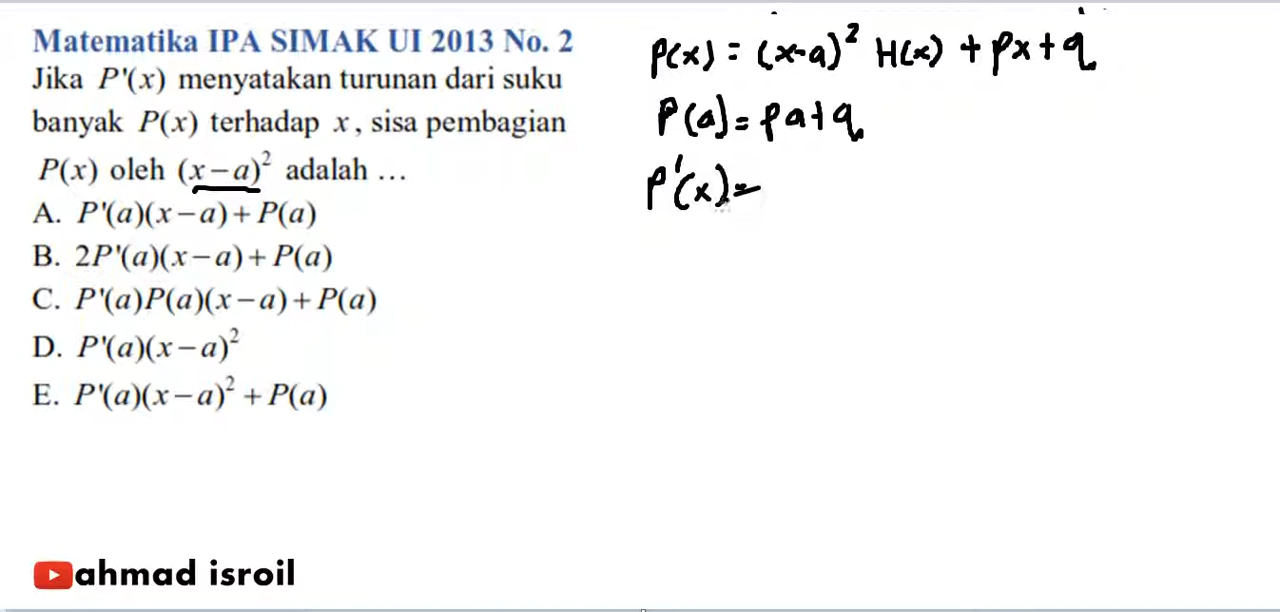 Matematika IPA SIMAK UI 2013 No. 2
Jika P'(x) menyatakan turunan dari suku
banyak P(x) terhadap x, sisa pembagian
P(x) oleh (x−a)² adalah ...
A. P'(a)(x−a)+P(a)
B. 2P'(a)(x−a)+P(a)
C. P'(a)P(a)(x−a)+P(a)
D. P'(a)(x−a)²
E. P'(a)(x−a)²+P(a)
P(x) = (x-a)² H(x) + px + q
P(a) = pa + q
P'(x) =
ahmad isroil